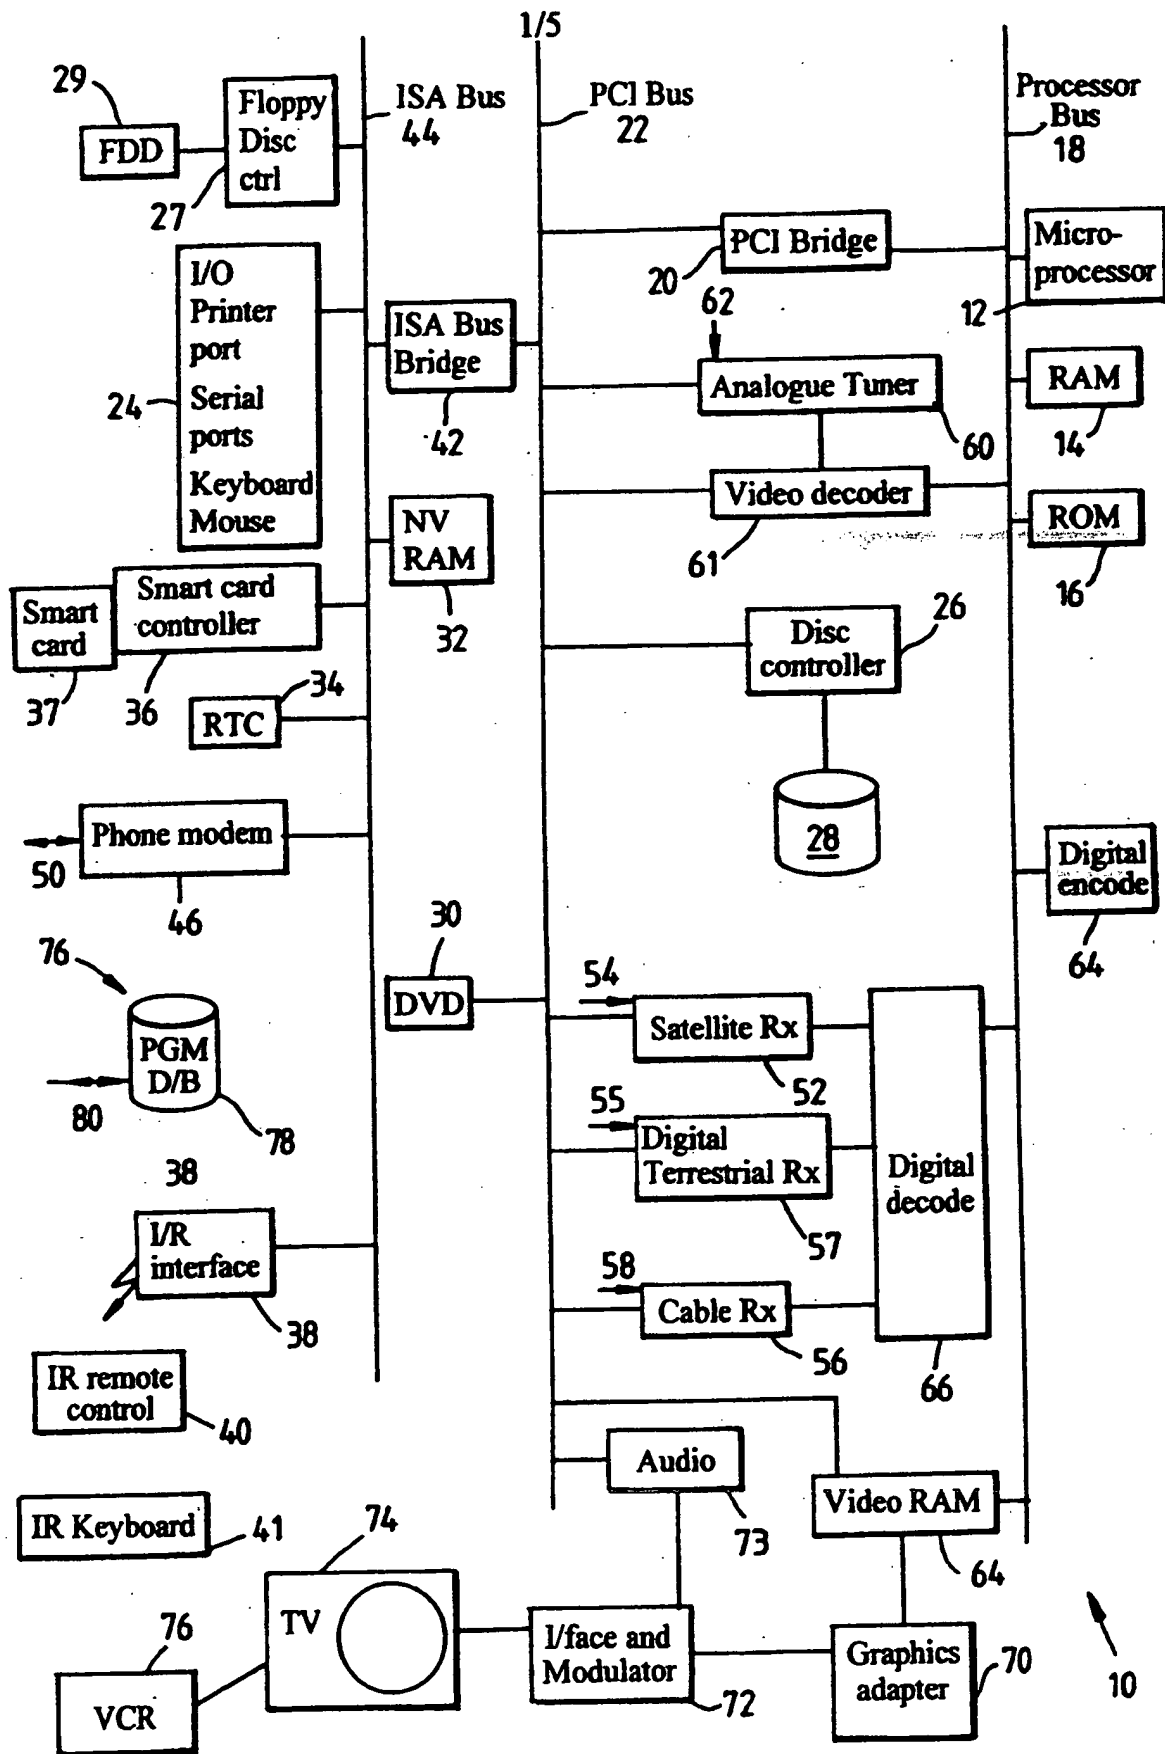 1/5
29
FDD
Floppy
Disc
ctrl
27
ISA Bus
44
PCI Bus
22
Processor
Bus
18
I/O
Printer
port
Serial
ports
Keyboard
Mouse
24
ISA Bus
Bridge
42
PCI Bridge
20
Micro-
processor
12
62
Analogue Tuner
60
RAM
14
Video decoder
61
ROM
16
NV
RAM
32
Smart card
controller
36
Smart
card
37
34
RTC
Disc
controller
26
28
Phone modem
50
46
Digital
encode
64
76
PGM
D/B
80
78
30
DVD
54
Satellite Rx
52
55
Digital
Terrestrial Rx
57
58
Cable Rx
56
Digital
decode
66
38
I/R
interface
38
IR remote
control
40
IR Keyboard
41
Audio
73
Video RAM
64
74
TV
76
VCR
I/face and
Modulator
72
Graphics
adapter
70
10